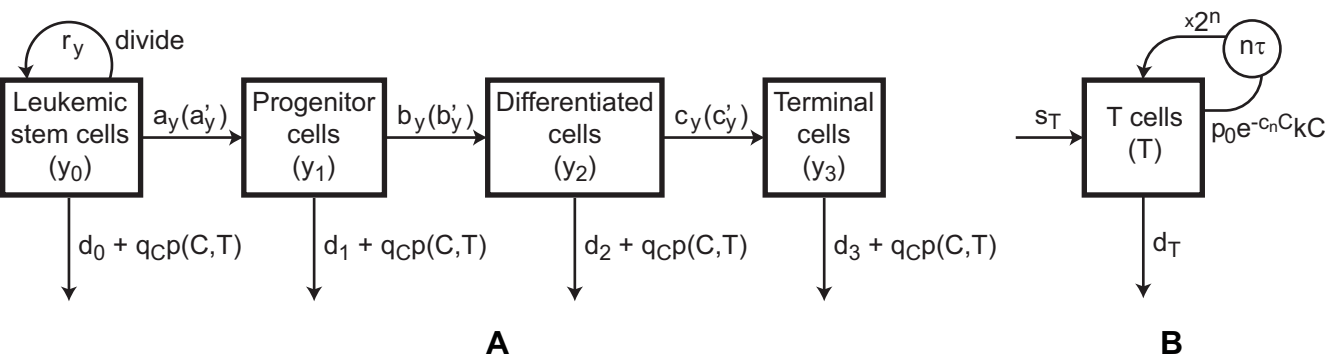 r_y divide
Leukemic
stem cells
(y_0)
a_y(a'_y)
Progenitor
cells
(y_1)
b_y(b'_y)
Differentiated
cells
(y_2)
c_y(c'_y)
Terminal
cells
(y_3)
d_0 + q_Cp(C,T)
d_1 + q_Cp(C,T)
d_2 + q_Cp(C,T)
d_3 + q_Cp(C,T)
A
x2^n
nτ
s_T
T cells
(T)
p_0e^{-c_nC}kC
d_T
B